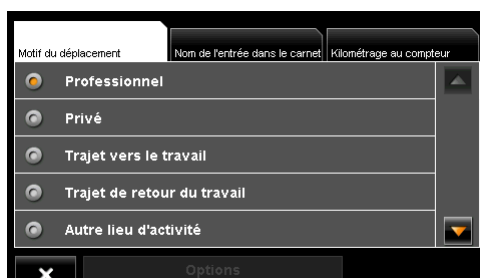 Motif du déplacement
Nom de l'entrée dans le carnet
Kilométrage au compteur
Professionnel
Privé
Trajet vers le travail
Trajet de retour du travail
Autre lieu d'activité
Options